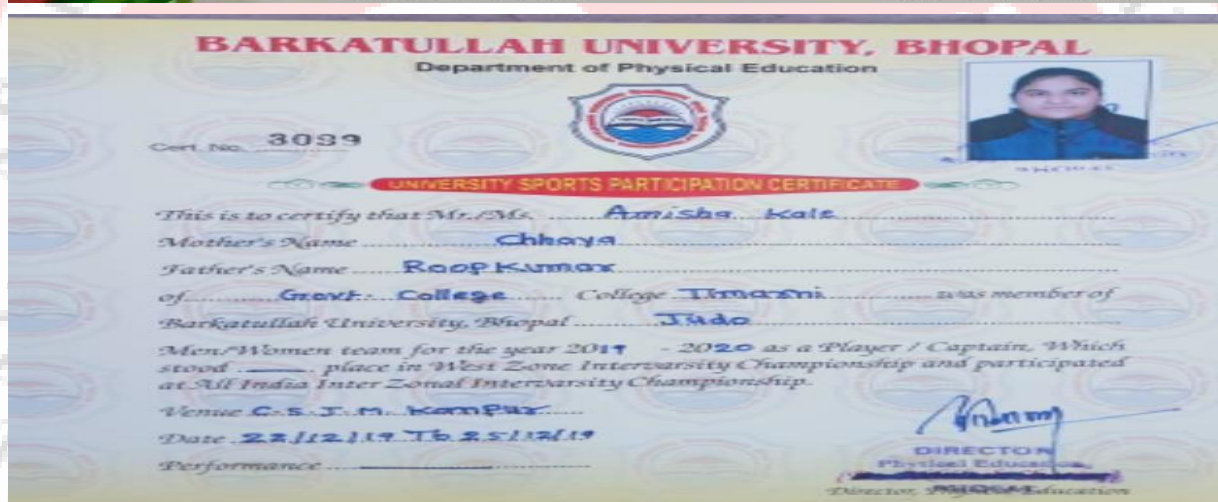 BARKATULLAH UNIVERSITY, BHOPAL
Department of Physical Education
Cert. No. 3099
UNIVERSITY SPORTS PARTICIPATION CERTIFICATE
This is to certify that Mr./Ms. Amisha Kale
Mother's Name Chhaya
Father's Name RoopKumar
of Govt. College College Timarni was member of
Barkatullah University, Bhopal Judo
Men/Women team for the year 2019 - 2020 as a Player / Captain, Which
stood place in West Zone Intervarsity Championship and participated
at All India Inter Zonal Intervarsity Championship.
Venue C.S.J.M. Kanpur
Date 22/12/19 To 25/12/19
Performance
DIRECTOR
Physical Education
Director, Physical Education